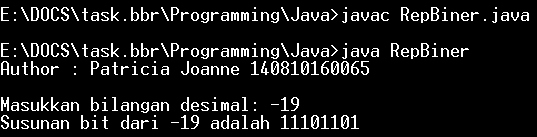 E:\DOCS\task.bbr\Programming\Java>javac RepBiner.java
E:\DOCS\task.bbr\Programming\Java>java RepBiner
Author : Patricia Joanne 140810160065
Masukkan bilangan desimal: -19
Susunan bit dari -19 adalah 11101101